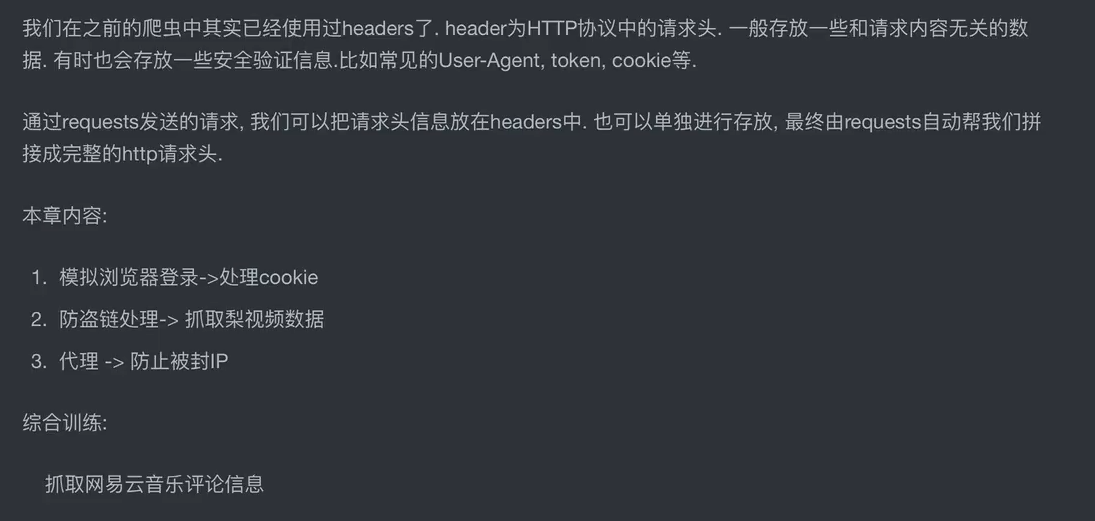 我们在之前的爬虫中其实已经使用过headers了. header为HTTP协议中的请求头. 一般存放一些和请求内容无关的数
据. 有时也会存放一些安全验证信息.比如常见的User-Agent, token, cookie等.
通过requests发送的请求, 我们可以把请求头信息放在headers中. 也可以单独进行存放, 最终由requests自动帮我们拼
接成完整的http请求头.
本章内容:
1. 模拟浏览器登录->处理cookie
2. 防盗链处理-> 抓取梨视频数据
3. 代理 -> 防止被封IP
综合训练:
抓取网易云音乐评论信息